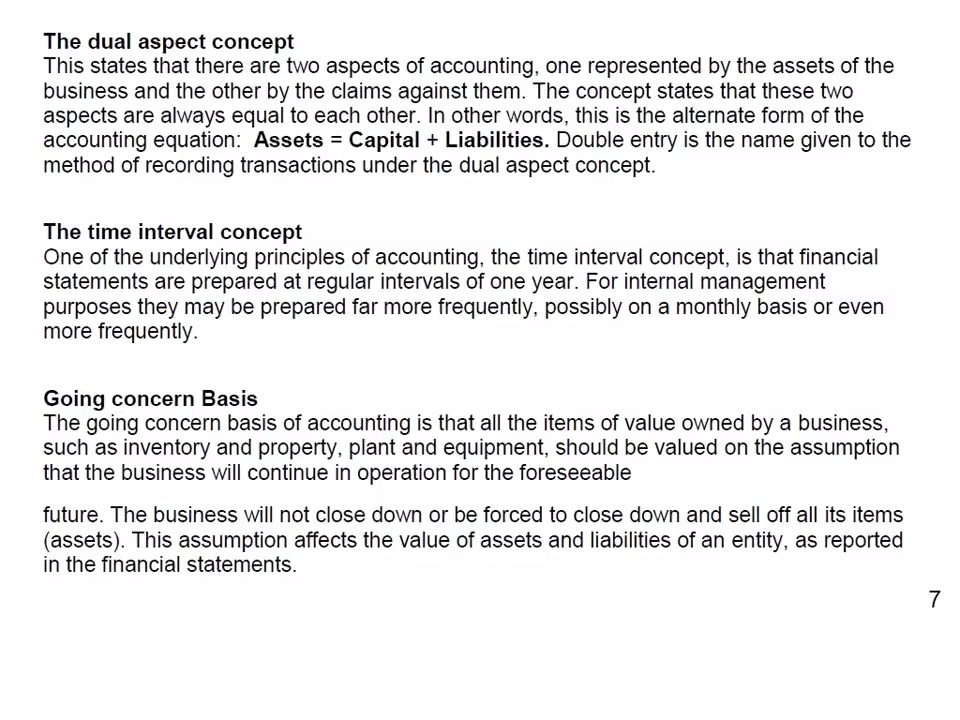 The dual aspect concept
This states that there are two aspects of accounting, one represented by the assets of the
business and the other by the claims against them. The concept states that these two
aspects are always equal to each other. In other words, this is the alternate form of the
accounting equation:  Assets = Capital + Liabilities. Double entry is the name given to the
method of recording transactions under the dual aspect concept.
The time interval concept
One of the underlying principles of accounting, the time interval concept, is that financial
statements are prepared at regular intervals of one year. For internal management
purposes they may be prepared far more frequently, possibly on a monthly basis or even
more frequently.
Going concern Basis
The going concern basis of accounting is that all the items of value owned by a business,
such as inventory and property, plant and equipment, should be valued on the assumption
that the business will continue in operation for the foreseeable
future. The business will not close down or be forced to close down and sell off all its items
(assets). This assumption affects the value of assets and liabilities of an entity, as reported
in the financial statements.
7